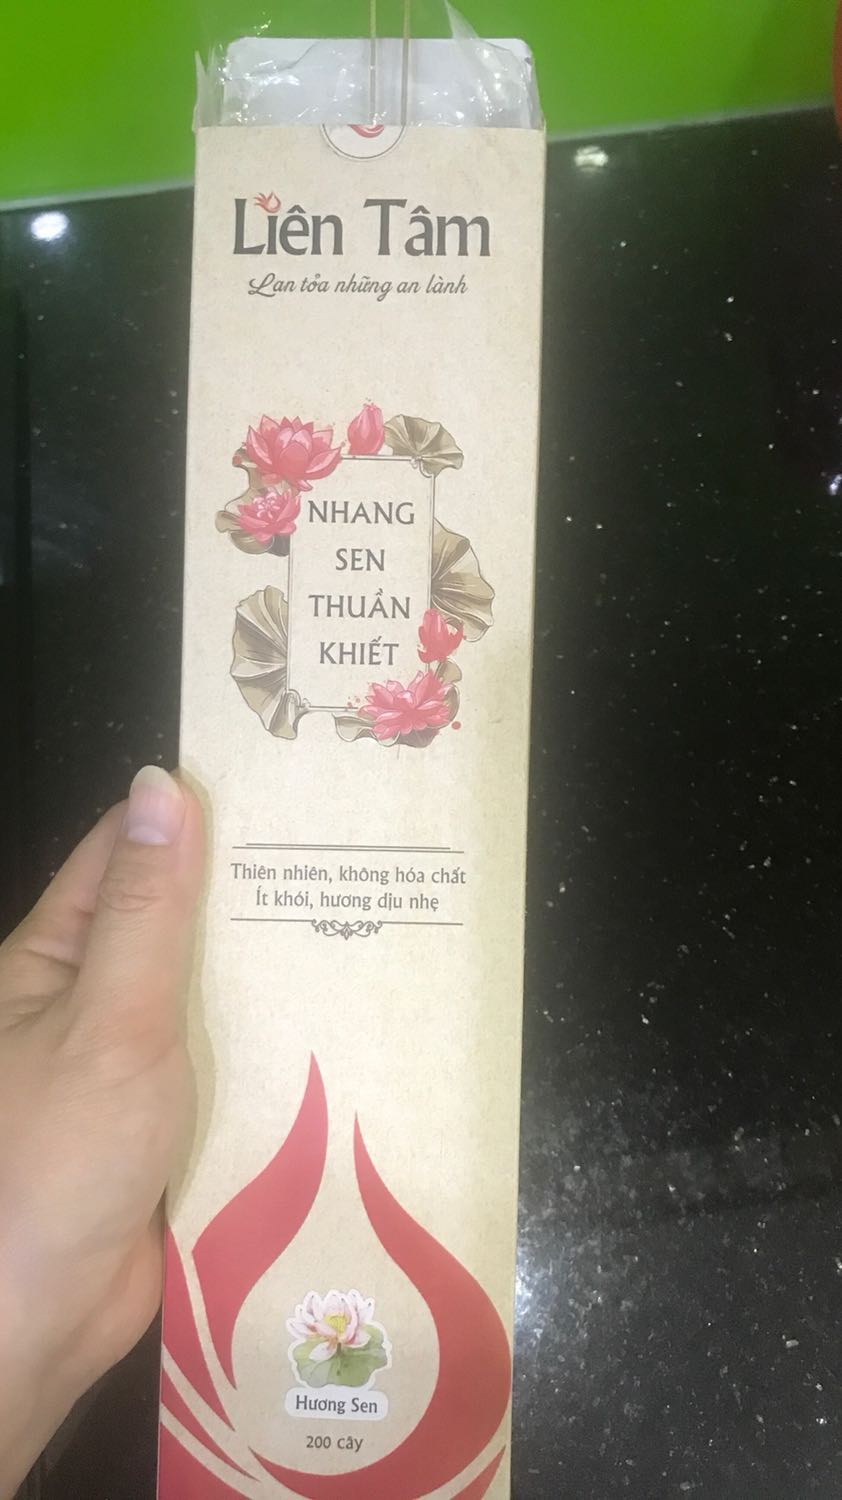 Liên Tâm
Lan tỏa những an lành
NHANG
SEN
THUẦN
KHIẾT
Thiên nhiên, không hóa chất
Ít khói, hương dịu nhẹ
Hương Sen
200 cây